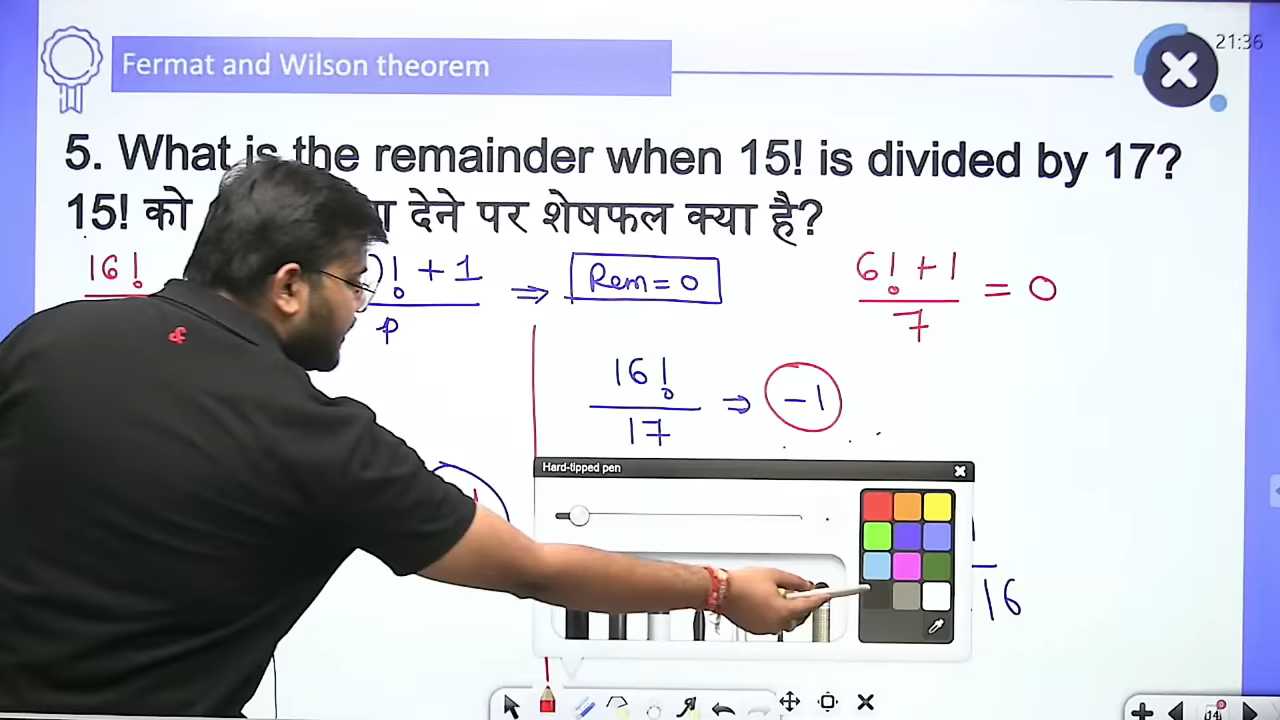 21:36
Fermat and Wilson theorem
5. What is the remainder when 15! is divided by 17?
15! को देने पर शेषफल क्या है?
16!
)! + 1
p
⇒ Rem = 0
6! + 1
7
= 0
16!
17
⇒ -1
Hard-tipped pen
16
14